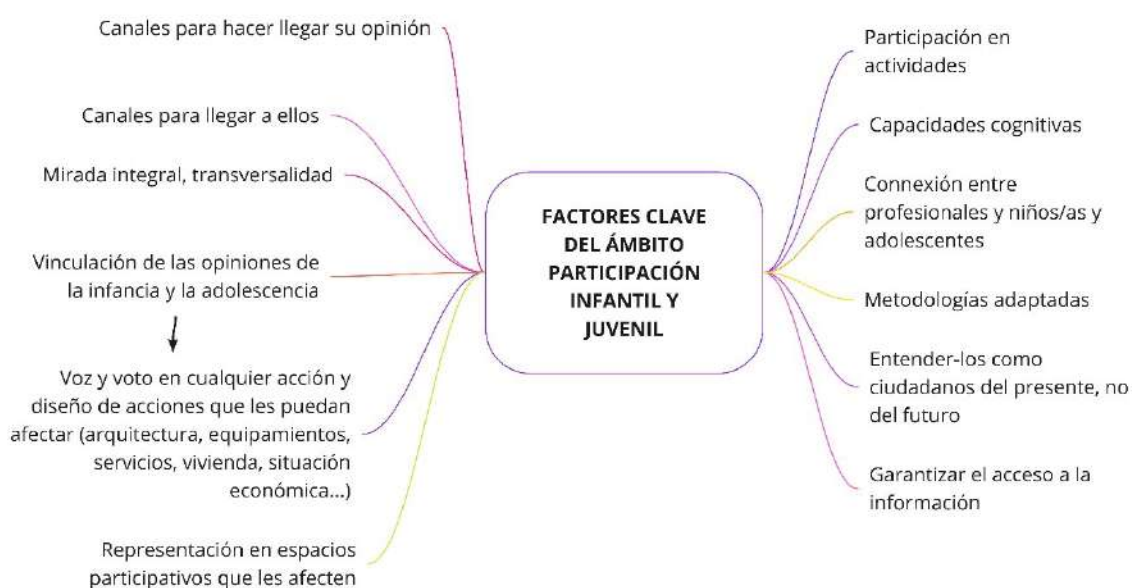 Canales para hacer llegar su opinión
Canales para llegar a ellos
Mirada integral, transversalidad
Vinculación de las opiniones de
la infancia y la adolescencia
Voz y voto en cualquier acción y
diseño de acciones que les puedan
afectar (arquitectura, equipamientos,
servicios, vivienda, situación
económica...)
Representación en espacios
participativos que les afecten
FACTORES CLAVE
DEL ÁMBITO
PARTICIPACIÓN
INFANTIL Y
JUVENIL
Participación en
actividades
Capacidades cognitivas
Connexión entre
profesionales y niños/as y
adolescentes
Metodologías adaptadas
Entender-los como
ciudadanos del presente, no
del futuro
Garantizar el acceso a la
información